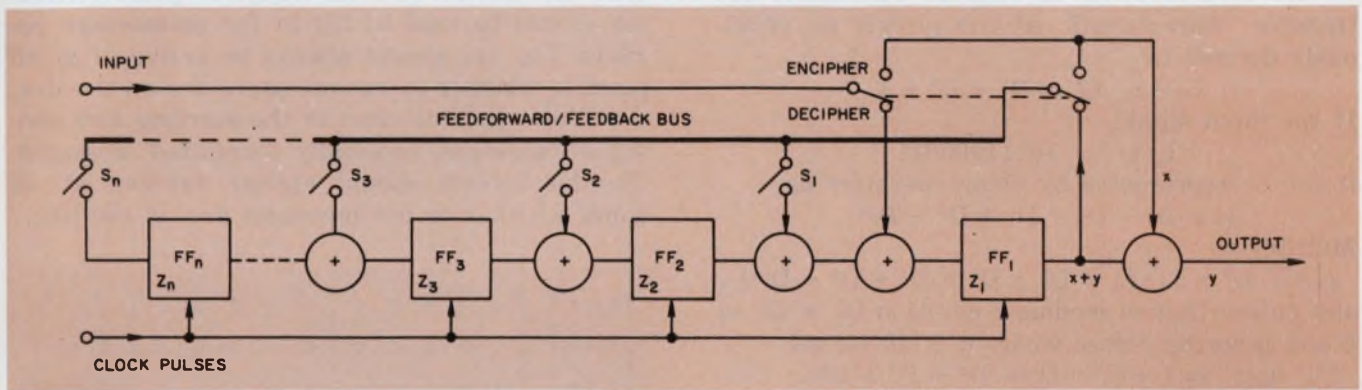 INPUT
ENCIPHER
DECIPHER
FEEDFORWARD/FEEDBACK BUS
Sn
S3
S2
S1
x
FFn
Zn
+
FF3
Z3
+
FF2
Z2
+
+
FF1
Z1
x+y
+
OUTPUT
y
CLOCK PULSES